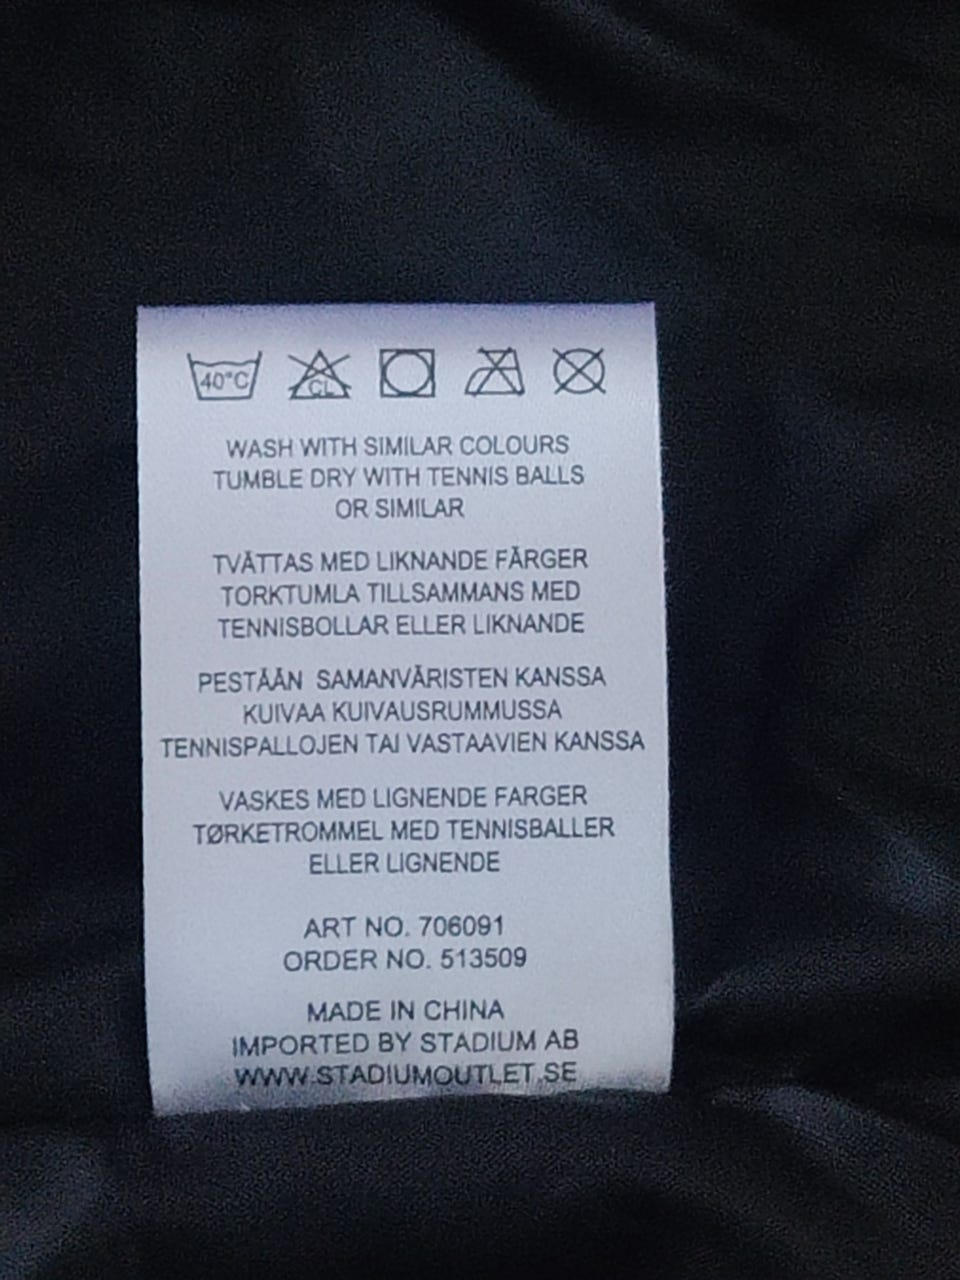 40°C CL
WASH WITH SIMILAR COLOURS
TUMBLE DRY WITH TENNIS BALLS
OR SIMILAR
TVÄTTAS MED LIKNANDE FÄRGER
TORKTUMLA TILLSAMMANS MED
TENNISBOLLAR ELLER LIKNANDE
PESTÄÄN SAMANVÄRISTEN KANSSA
KUIVAA KUIVAUSRUMMUSSA
TENNISPALLOJEN TAI VASTAAVIEN KANSSA
VASKES MED LIGNENDE FARGER
TØRKETROMMEL MED TENNISBALLER
ELLER LIGNENDE
ART NO. 706091
ORDER NO. 513509
MADE IN CHINA
IMPORTED BY STADIUM AB
WWW.STADIUMOUTLET.SE